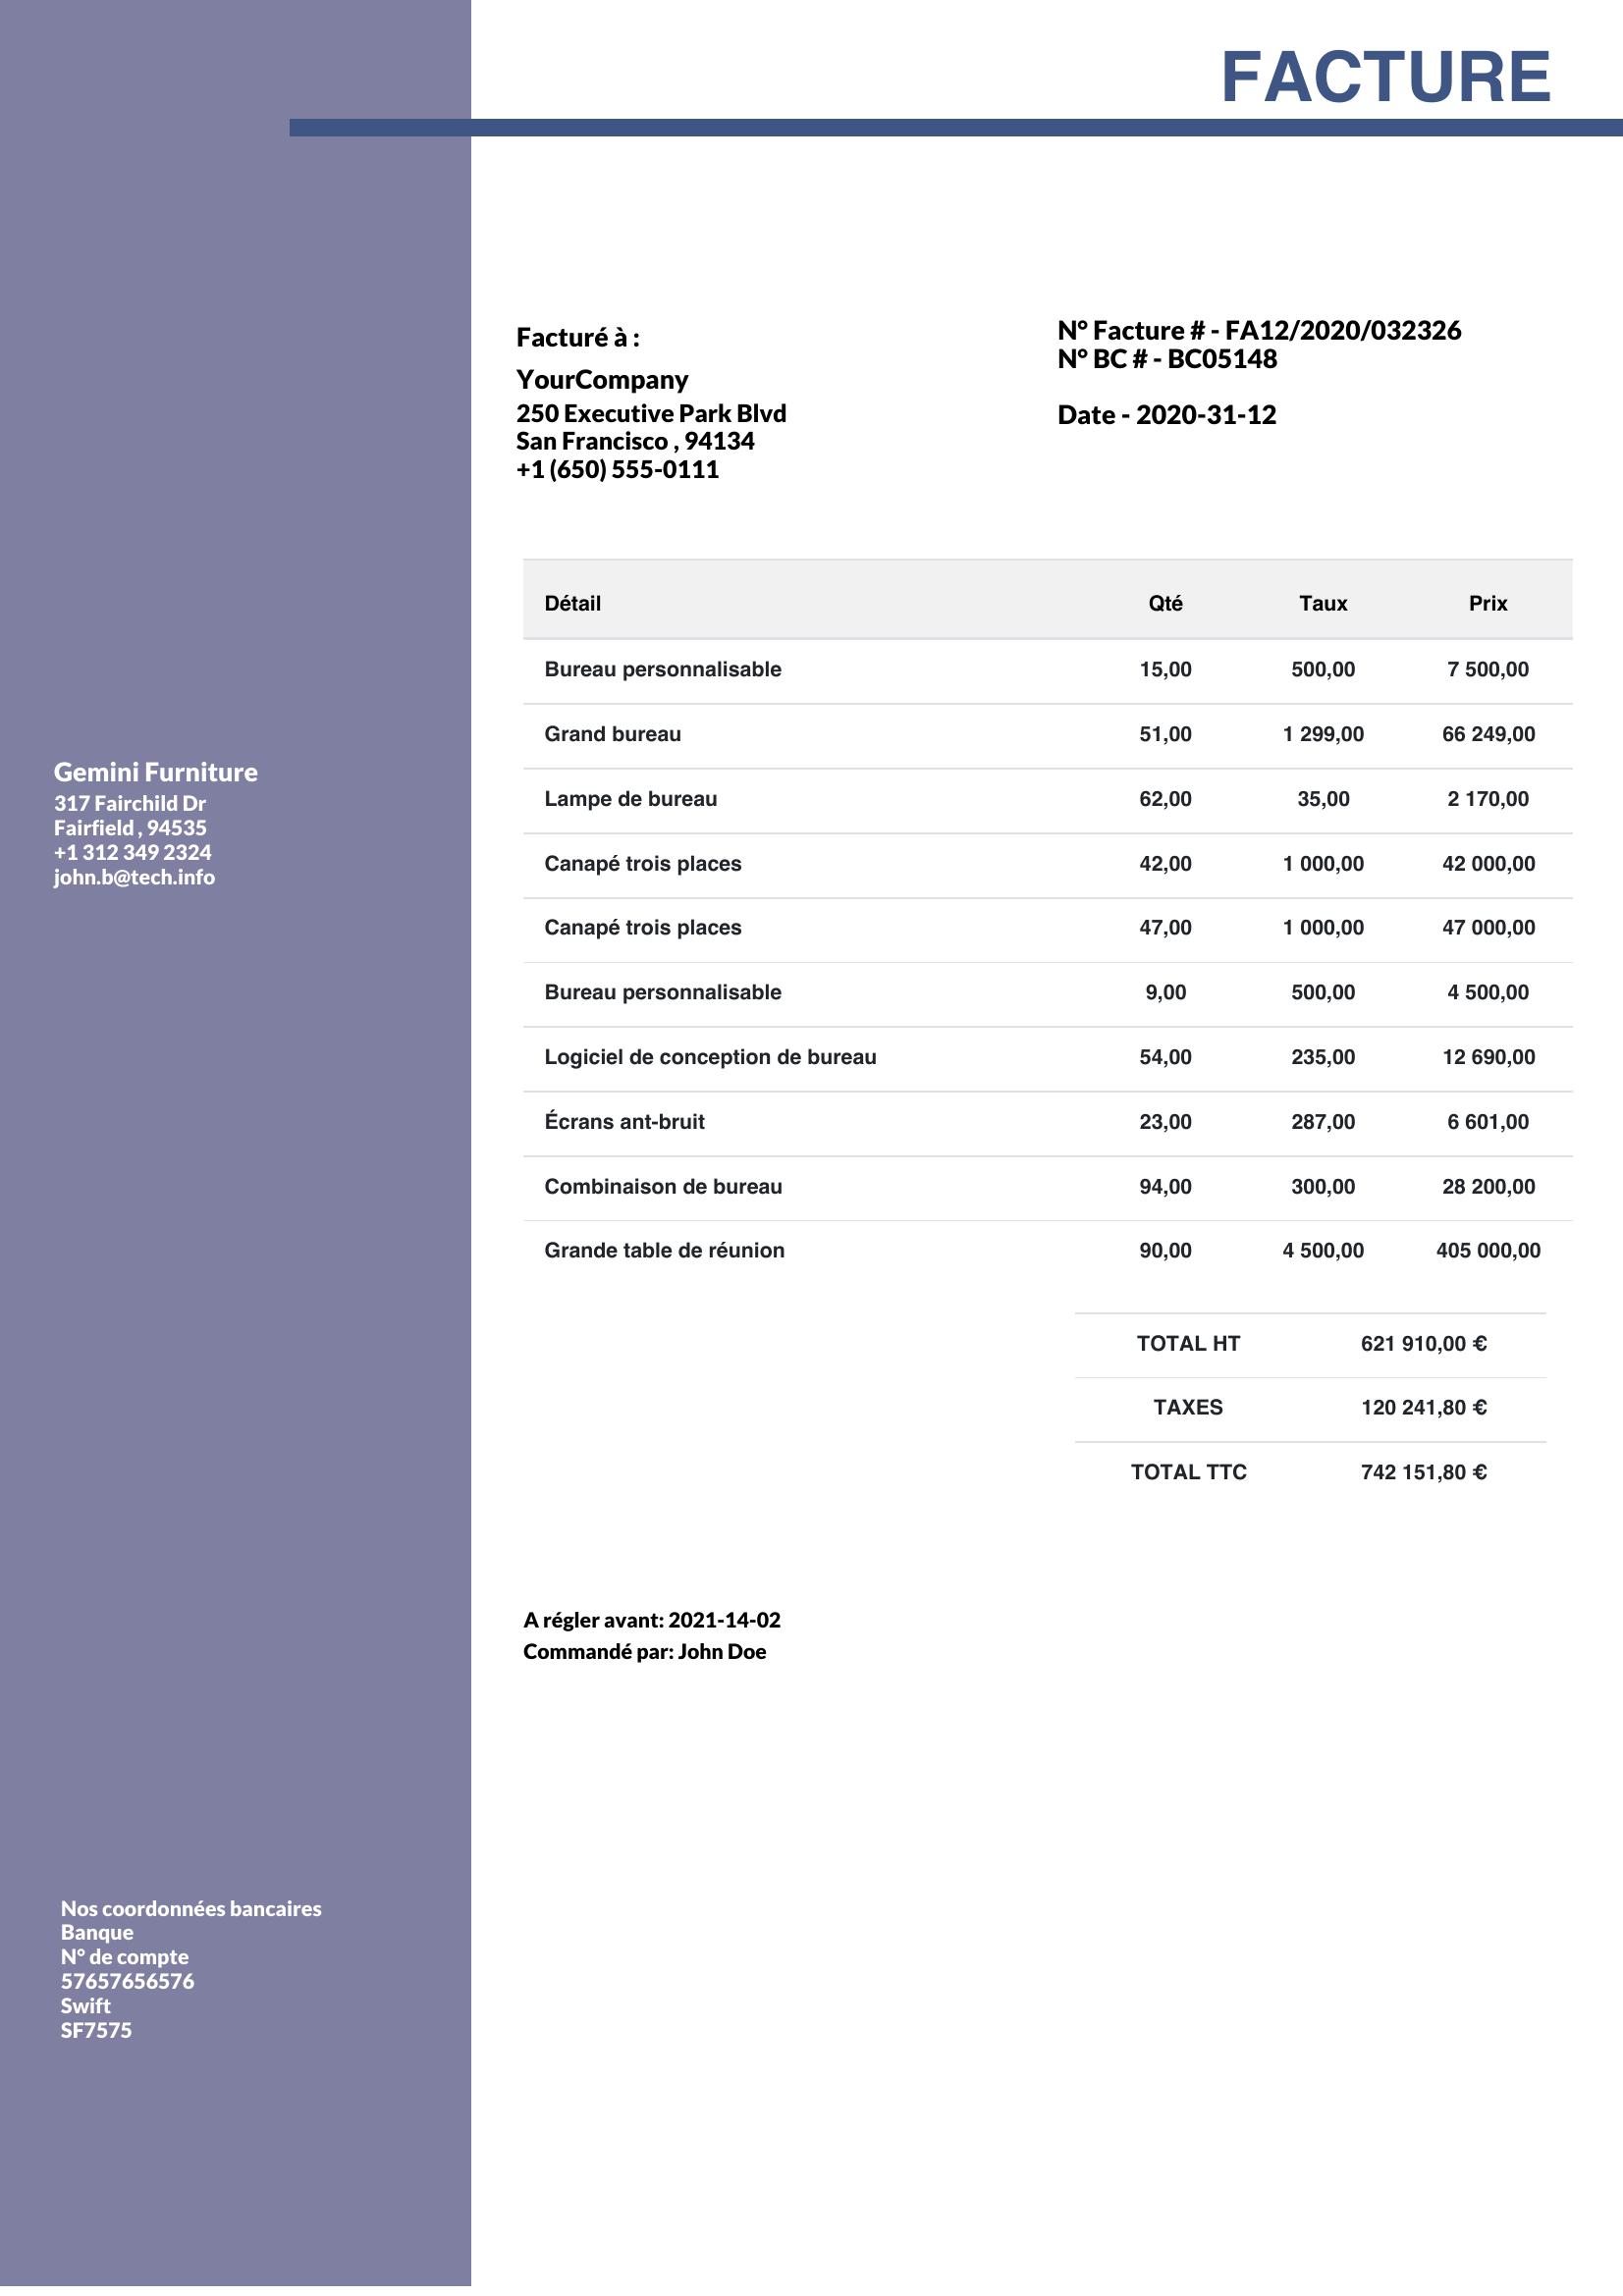 FACTURE
Facturé à :
YourCompany
250 Executive Park Blvd
San Francisco , 94134
+1 (650) 555-0111
N° Facture # - FA12/2020/032326
N° BC # - BC05148
Date - 2020-31-12
Gemini Furniture
317 Fairchild Dr
Fairfield , 94535
+1 312 349 2324
john.b@tech.info
Détail Qté Taux Prix
Bureau personnalisable 15,00 500,00 7 500,00
Grand bureau 51,00 1 299,00 66 249,00
Lampe de bureau 62,00 35,00 2 170,00
Canapé trois places 42,00 1 000,00 42 000,00
Canapé trois places 47,00 1 000,00 47 000,00
Bureau personnalisable 9,00 500,00 4 500,00
Logiciel de conception de bureau 54,00 235,00 12 690,00
Écrans ant-bruit 23,00 287,00 6 601,00
Combinaison de bureau 94,00 300,00 28 200,00
Grande table de réunion 90,00 4 500,00 405 000,00
TOTAL HT 621 910,00 €
TAXES 120 241,80 €
TOTAL TTC 742 151,80 €
A régler avant: 2021-14-02
Commandé par: John Doe
Nos coordonnées bancaires
Banque
N° de compte
57657656576
Swift
SF7575